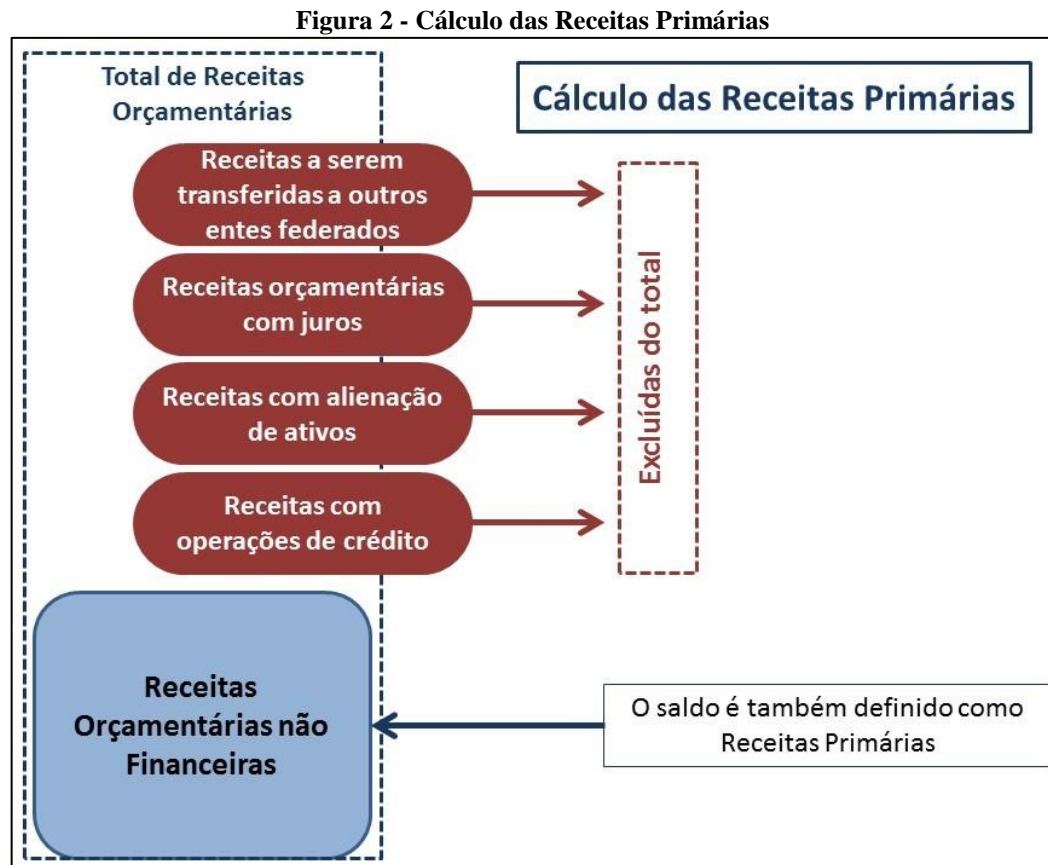 Figura 2 - Cálculo das Receitas Primárias
Total de Receitas
Orçamentárias
Cálculo das Receitas Primárias
Receitas a serem
transferidas a outros
entes federados
Receitas orçamentárias
com juros
Receitas com alienação
de ativos
Receitas com
operações de crédito
Excluídas do total
Receitas
Orçamentárias não
Financeiras
O saldo é também definido como
Receitas Primárias